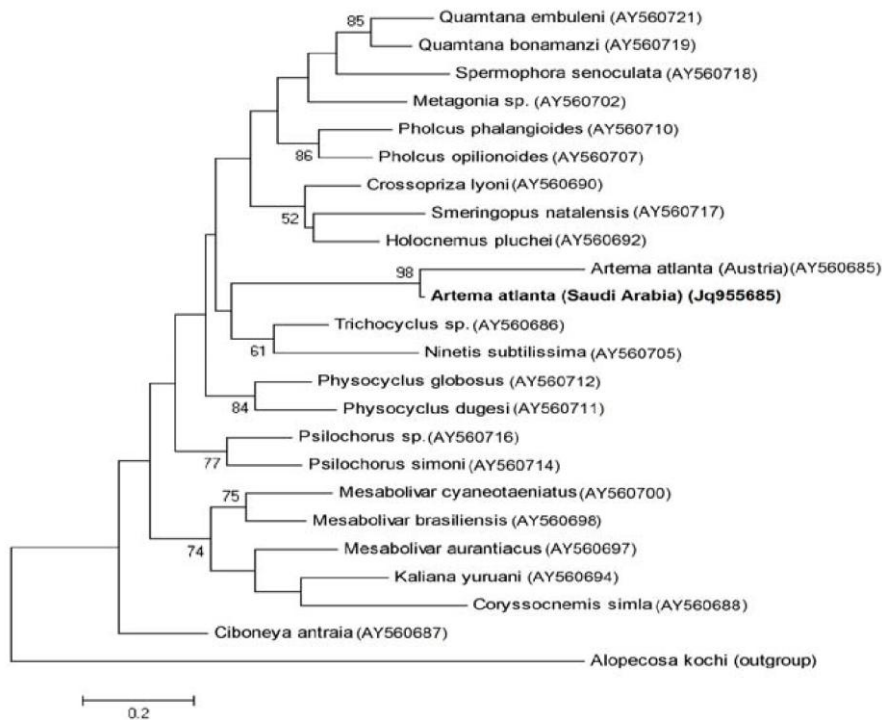 85
Quamtana embuleni (AY560721)
Quamtana bonamanzi (AY560719)
Spermophora senoculata (AY560718)
Metagonia sp. (AY560702)
Pholcus phalangioides (AY560710)
86
Pholcus opilionoides (AY560707)
Crossopriza lyoni (AY560690)
52
Smeringopus natalensis (AY560717)
Holocnemus pluchei (AY560692)
98
Artema atlanta (Austria) (AY560685)
Artema atlanta (Saudi Arabia) (Jq955685)
Trichocyclus sp. (AY560686)
61
Ninetis subtilissima (AY560705)
Physocyclus globosus (AY560712)
84
Physocyclus dugesi (AY560711)
Psilochorus sp. (AY560716)
77
Psilochorus simoni (AY560714)
75
Mesabolivar cyaneotaeniatus (AY560700)
Mesabolivar brasiliensis (AY560698)
74
Mesabolivar aurantiacus (AY560697)
Kaliana yuruani (AY560694)
Coryssocnemis simla (AY560688)
Ciboneya antraia (AY560687)
Alopecosa kochi (outgroup)
0.2